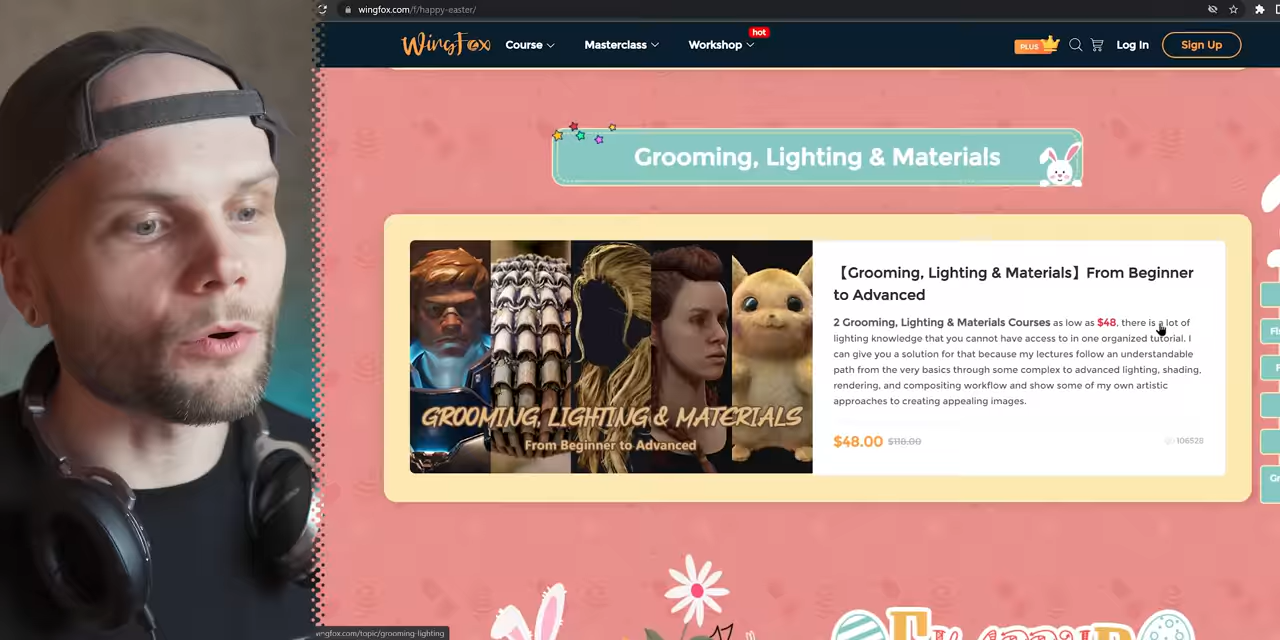 wingfox.com/f/happy-easter/
WingFox
Course
Masterclass
Workshop
hot
PLUS
Log In
Sign Up
Grooming, Lighting & Materials
GROOMING, LIGHTING & MATERIALS
From Beginner to Advanced
【Grooming, Lighting & Materials】From Beginner
to Advanced
2 Grooming, Lighting & Materials Courses as low as $48, there is a lot of
lighting knowledge that you cannot have access to in one organized tutorial. I
can give you a solution for that because my lectures follow an understandable
path from the very basics through some complex to advanced lighting, shading,
rendering, and compositing workflow and show some of my own artistic
approaches to creating appealing images.
$48.00 $118.00
106528
wingfox.com/topic/grooming-lighting